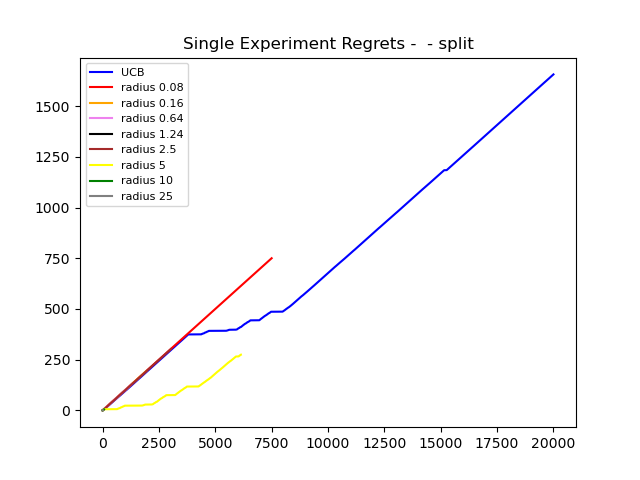 Single Experiment Regrets -  - split
UCB
radius 0.08
radius 0.16
radius 0.64
radius 1.24
radius 2.5
radius 5
radius 10
radius 25
1500
1250
1000
750
500
250
0
0 2500 5000 7500 10000 12500 15000 17500 20000